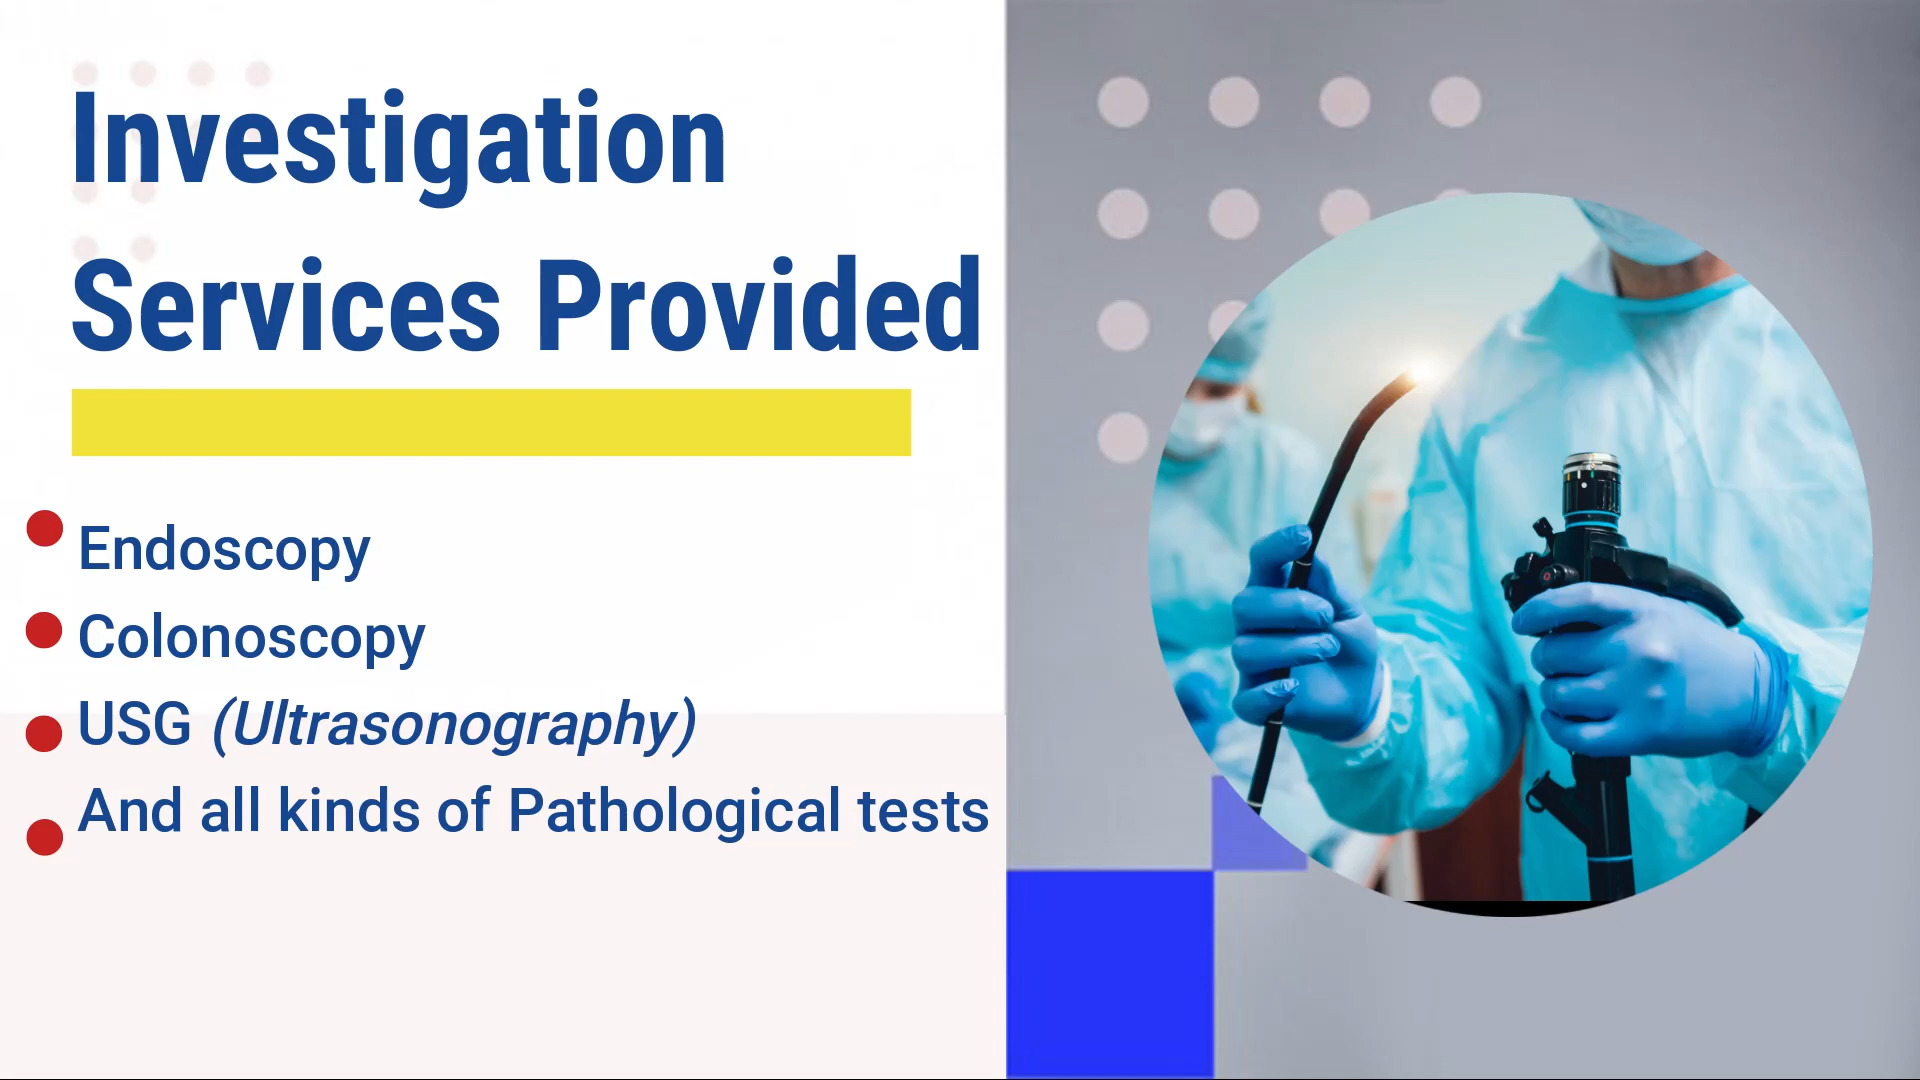 Investigation
Services Provided
Endoscopy
Colonoscopy
USG (Ultrasonography)
And all kinds of Pathological tests